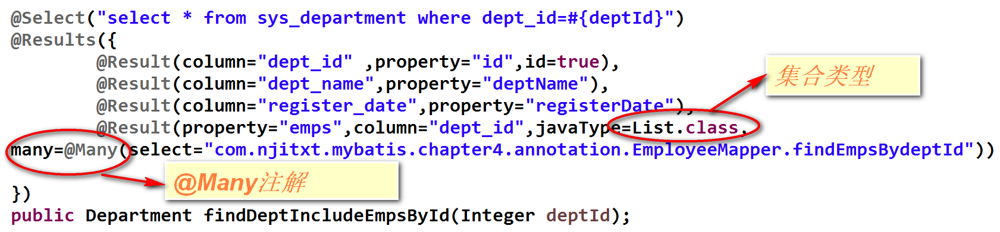 @Select("select * from sys_department where dept_id=#{deptId}")
@Results({
@Result(column="dept_id" ,property="id",id=true),
@Result(column="dept_name",property="deptName"),
集合类型
@Result(column="register_date",property="registerDate"),
@Result(property="emps",column="dept_id",javaType=List.class,
many=@Many(select="com.njitxt.mybatis.chapter4.annotation.EmployeeMapper.findEmpsBydeptId"))
@Many注解
})
public Department findDeptIncludeEmpsById(Integer deptId);